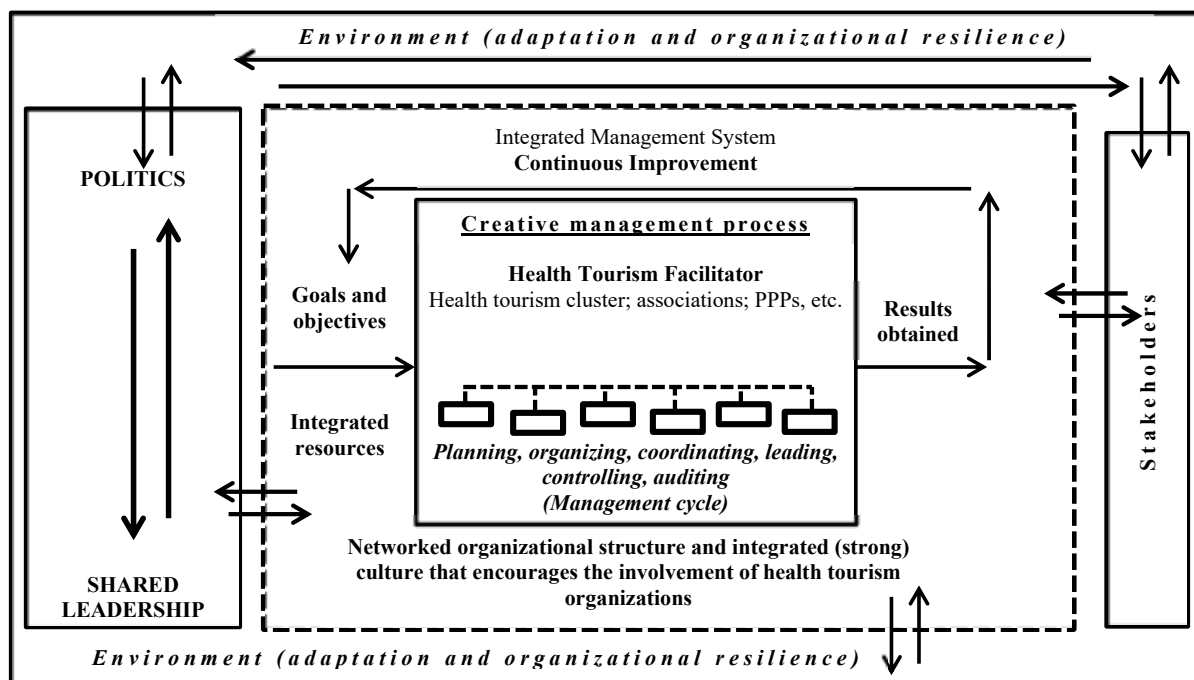 Environment (adaptation and organizational resilience)
POLITICS
SHARED
LEADERSHIP
Integrated Management System
Continuous Improvement
Goals and
objectives
Integrated
resources
Creative management process
Health Tourism Facilitator
Health tourism cluster; associations; PPPs, etc.
Planning, organizing, coordinating, leading,
controlling, auditing
(Management cycle)
Results
obtained
Networked organizational structure and integrated (strong)
culture that encourages the involvement of health tourism
organizations
Stakeholders
Environment (adaptation and organizational resilience)